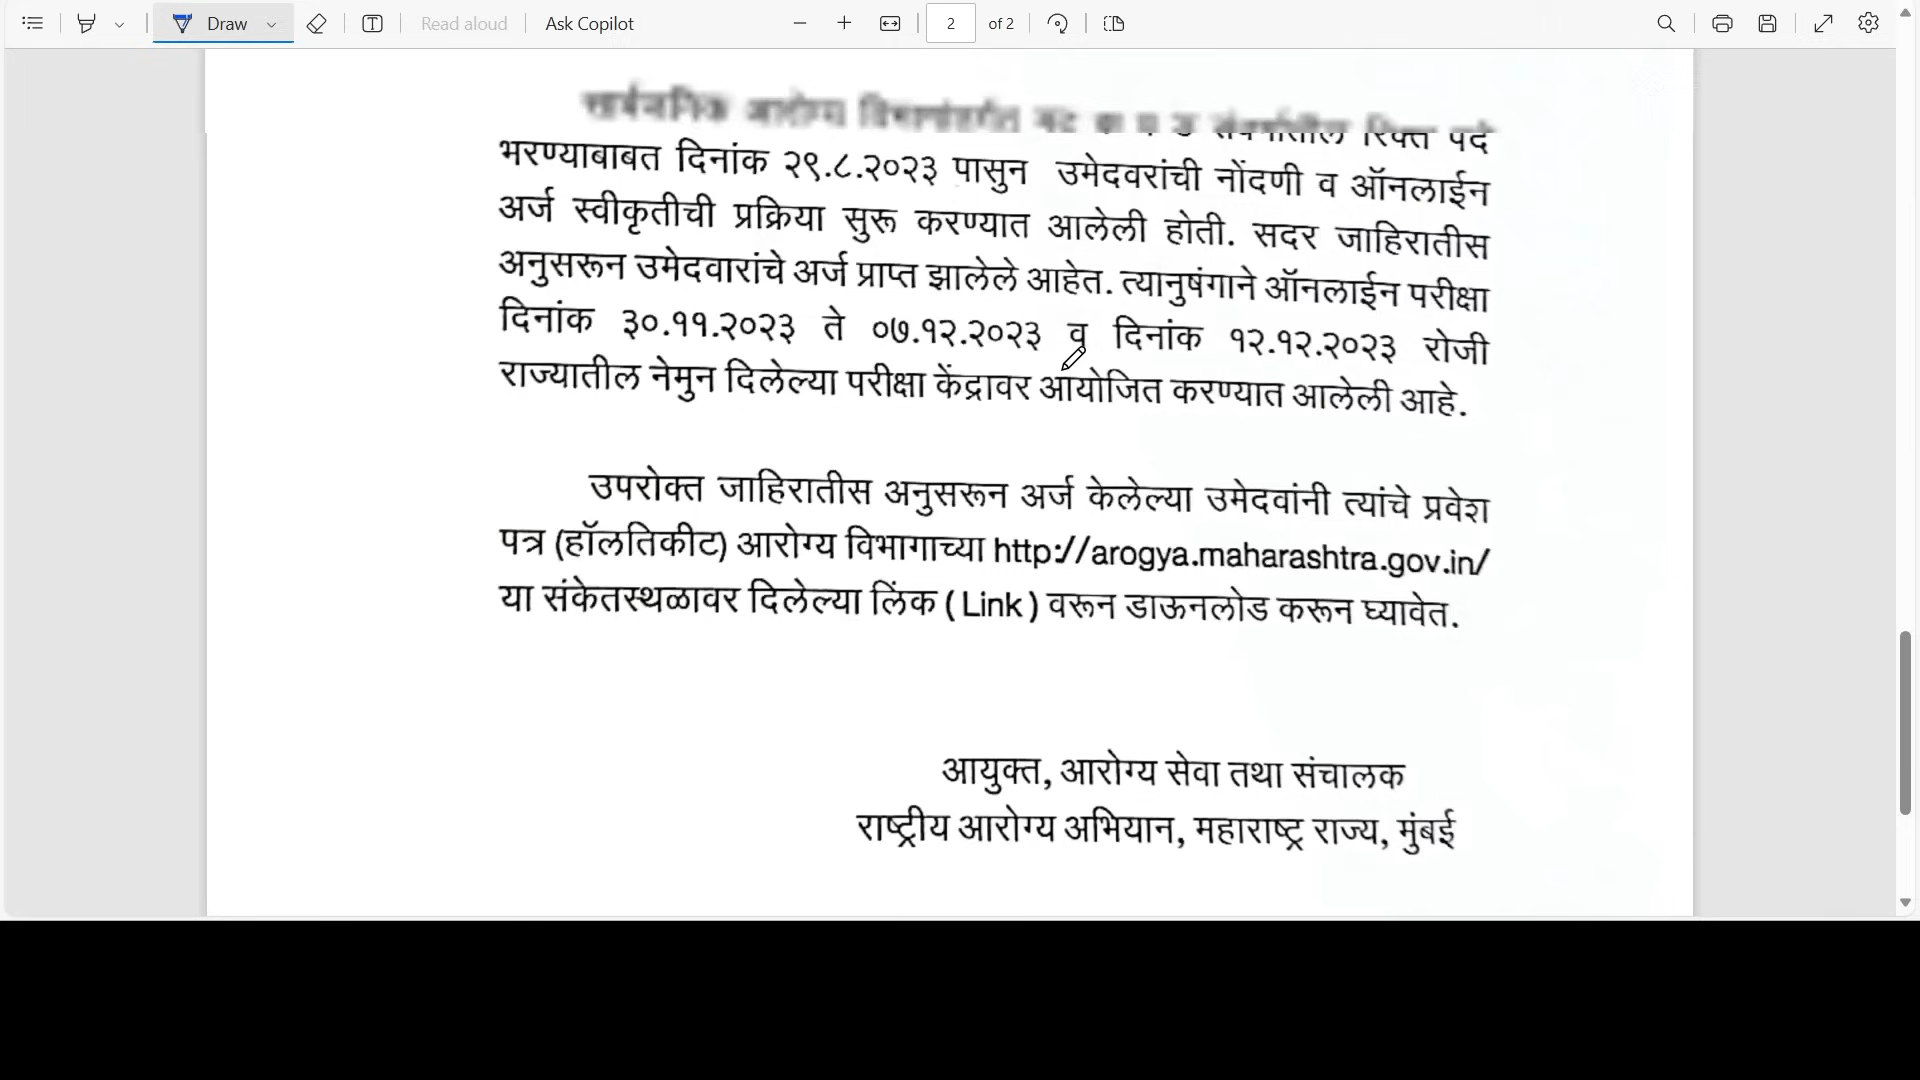 Draw
Read aloud
Ask Copilot
2
of 2
सार्वजनिक आरोग्य संवर्गातील रिक्त पदे
भरण्याबाबत दिनांक २९.८.२०२३ पासुन उमेदवरांची नोंदणी व ऑनलाईन
अर्ज स्वीकृतीची प्रक्रिया सुरू करण्यात आलेली होती. सदर जाहिरातीस
अनुसरून उमेदवारांचे अर्ज प्राप्त झालेले आहेत. त्यानुषंगाने ऑनलाईन परीक्षा
दिनांक ३०.११.२०२३ ते ०७.१२.२०२३ व दिनांक १२.१२.२०२३ रोजी
राज्यातील नेमुन दिलेल्या परीक्षा केंद्रावर आयोजित करण्यात आलेली आहे.
उपरोक्त जाहिरातीस अनुसरून अर्ज केलेल्या उमेदवांनी त्यांचे प्रवेश
पत्र (हॉलतिकीट) आरोग्य विभागाच्या http://arogya.maharashtra.gov.in/
या संकेतस्थळावर दिलेल्या लिंक ( Link ) वरून डाऊनलोड करून घ्यावेत.
आयुक्त, आरोग्य सेवा तथा संचालक
राष्ट्रीय आरोग्य अभियान, महाराष्ट्र राज्य, मुंबई